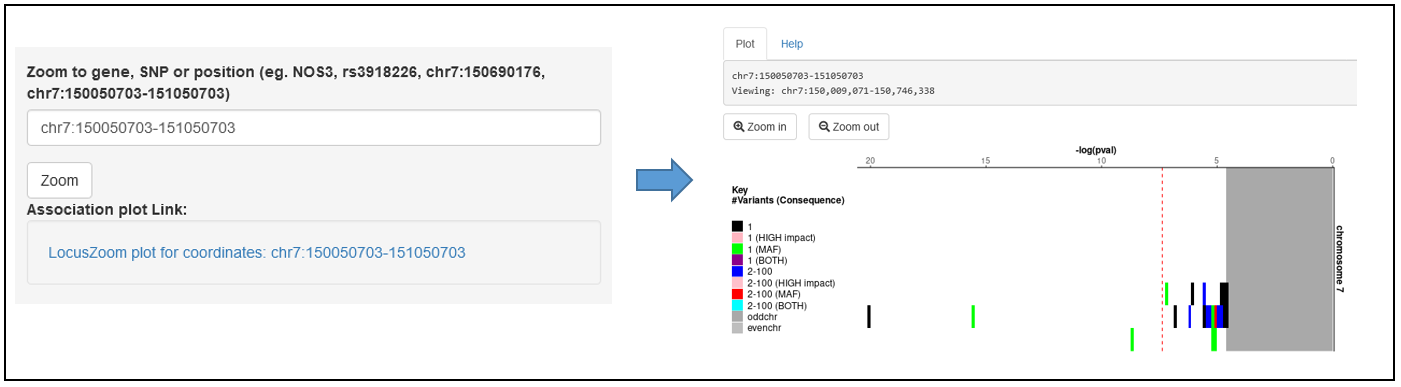 Zoom to gene, SNP or position (eg. NOS3, rs3918226, chr7:150690176,
chr7:150050703-151050703)
chr7:150050703-151050703
Zoom
Association plot Link:
LocusZoom plot for coordinates: chr7:150050703-151050703
Plot Help
chr7:150050703-151050703
Viewing: chr7:150,009,071-150,746,338
Zoom in Zoom out
-log(pval)
20 15 10 5 0
Key
#Variants (Consequence)
1
1 (HIGH impact)
1 (MAF)
1 (BOTH)
2-100
2-100 (HIGH impact)
2-100 (MAF)
2-100 (BOTH)
oddchr
evenchr
chromosome 7